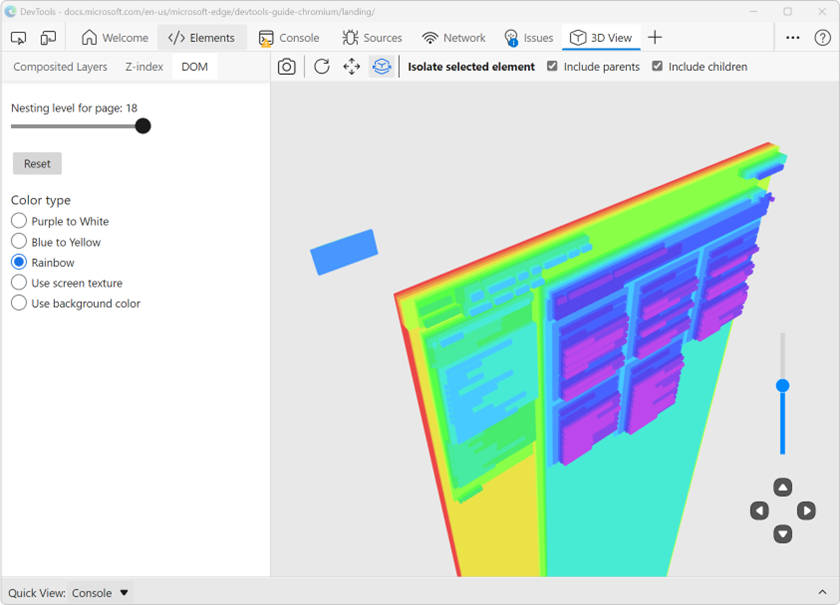 DevTools - docs.microsoft.com/en-us/microsoft-edge/devtools-guide-chromium/landing/
Welcome </> Elements Console Sources Network Issues 3D View
Composited Layers Z-index DOM Isolate selected element Include parents Include children
Nesting level for page: 18
Reset
Color type
Purple to White
Blue to Yellow
Rainbow
Use screen texture
Use background color
Quick View: Console